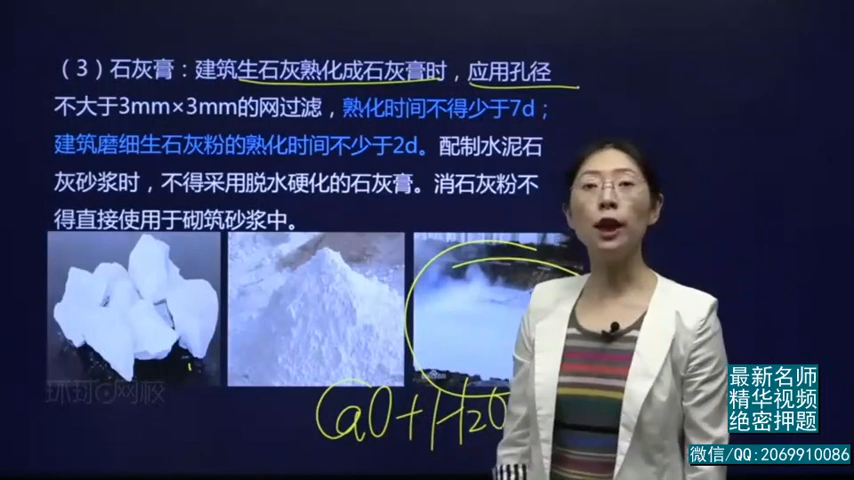 （3）石灰膏：建筑生石灰熟化成石灰膏时，应用孔径
不大于3mm×3mm的网过滤，熟化时间不得少于7d；
建筑磨细生石灰粉的熟化时间不少于2d。配制水泥石
灰砂浆时，不得采用脱水硬化的石灰膏。消石灰粉不
得直接使用于砌筑砂浆中。
环球网校
CaO+H2O
最新名师
精华视频
绝密押题
微信/QQ:2069910086